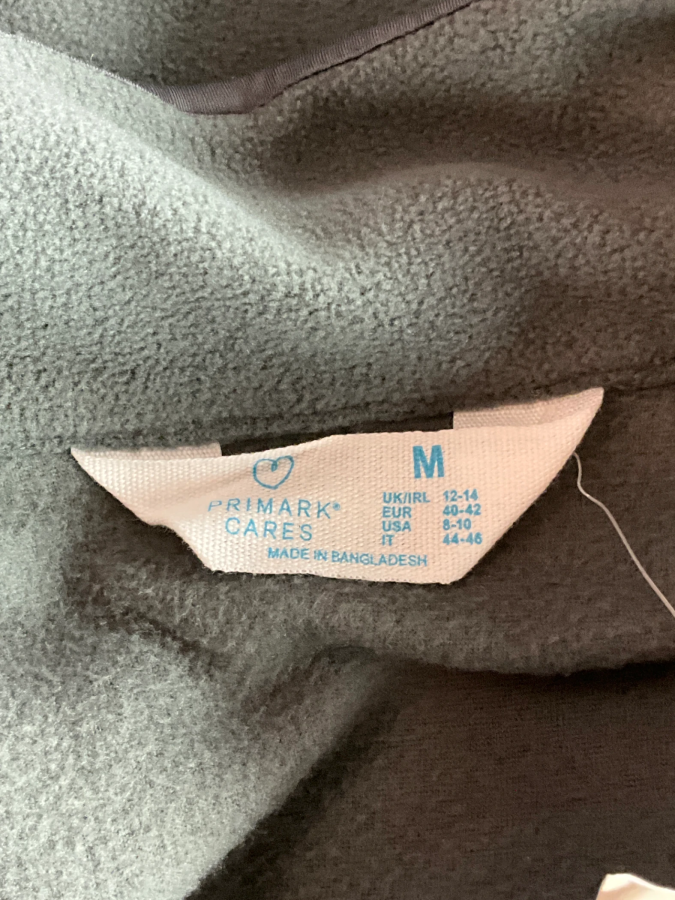 M
PRIMARK®
CARES
UK/IRL 12-14
EUR 40-42
USA 8-10
IT 44-46
MADE IN BANGLADESH